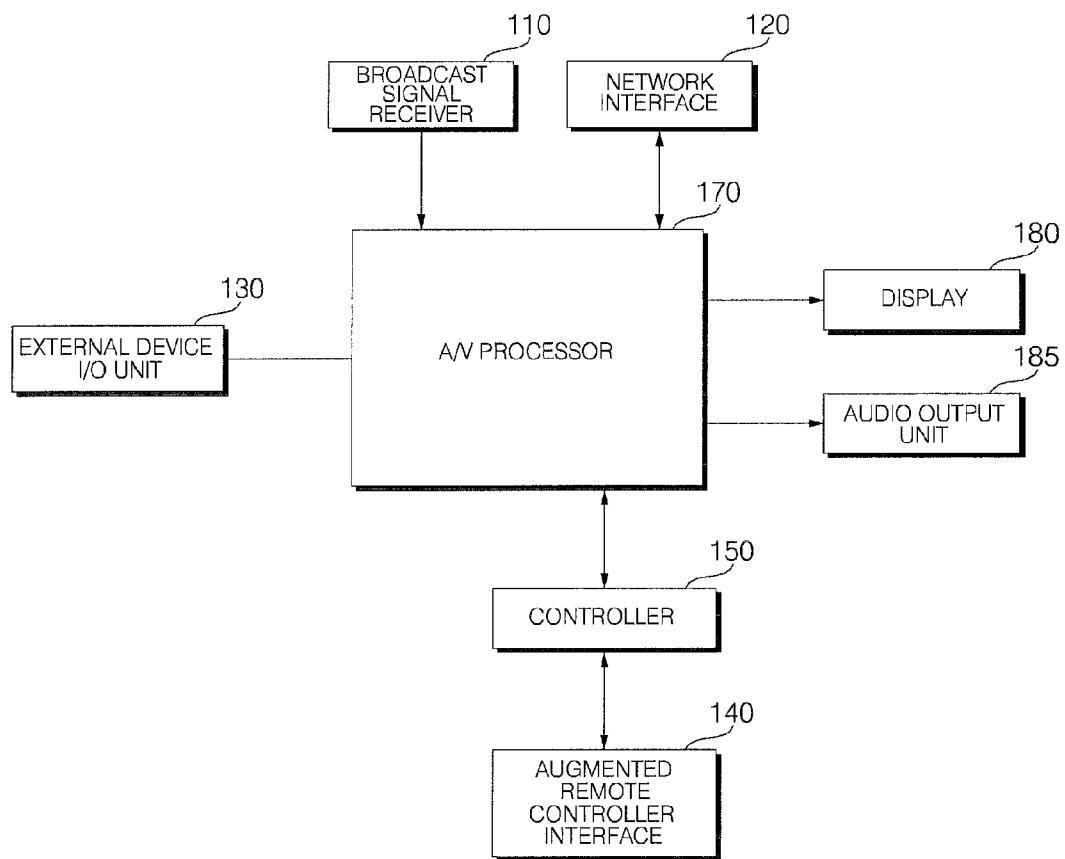 110
BROADCAST
SIGNAL
RECEIVER
120
NETWORK
INTERFACE
170
A/V PROCESSOR
130
EXTERNAL DEVICE
I/O UNIT
180
DISPLAY
185
AUDIO OUTPUT
UNIT
150
CONTROLLER
140
AUGMENTED
REMOTE
CONTROLLER
INTERFACE